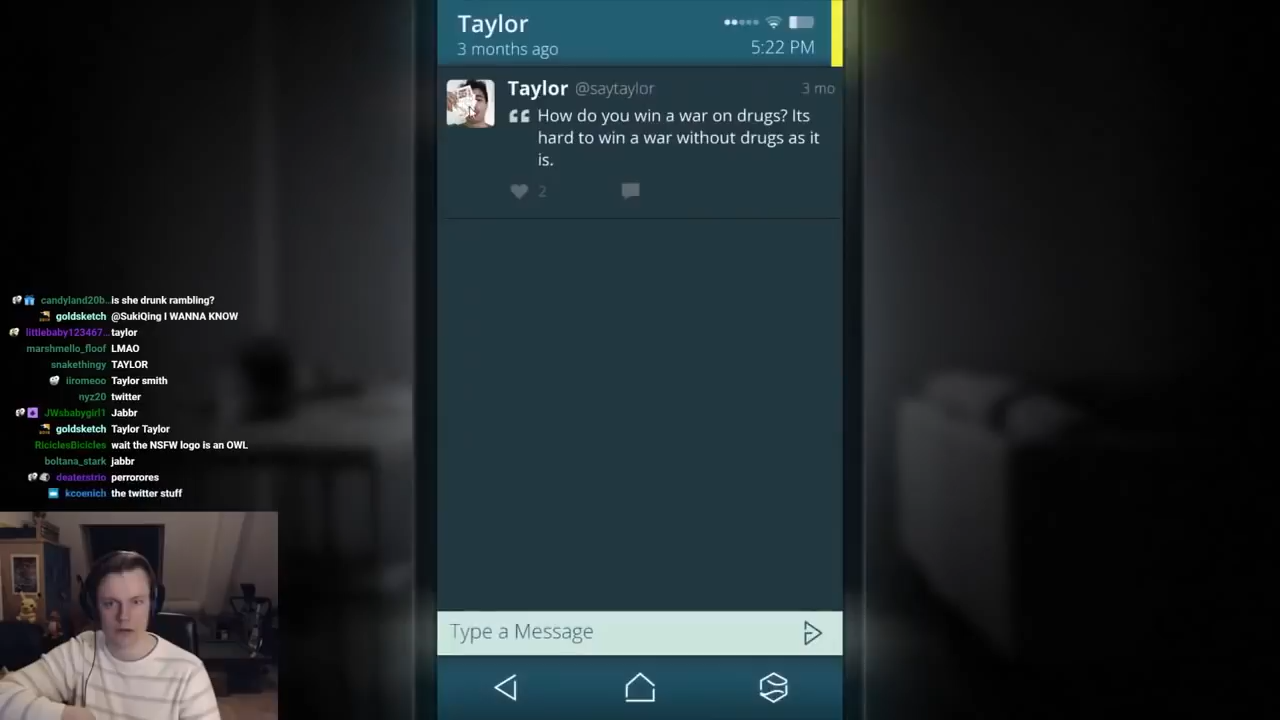 Taylor
3 months ago
5:22 PM
Taylor @saytaylor
3 mo
How do you win a war on drugs? Its
hard to win a war without drugs as it
is.
2
candyland20b... is she drunk rambling?
goldsketch @SukiQing I WANNA KNOW
littlebaby123467... taylor
marshmello_floof LMAO
snakethingy TAYLOR
iiromeoo Taylor smith
nyz20 twitter
JWsbabygirl1 Jabbr
goldsketch Taylor Taylor
RiciclesBicicles wait the NSFW logo is an OWL
boltana_stark jabbr
deaterstrio perrorores
kcoenich the twitter stuff
Type a Message